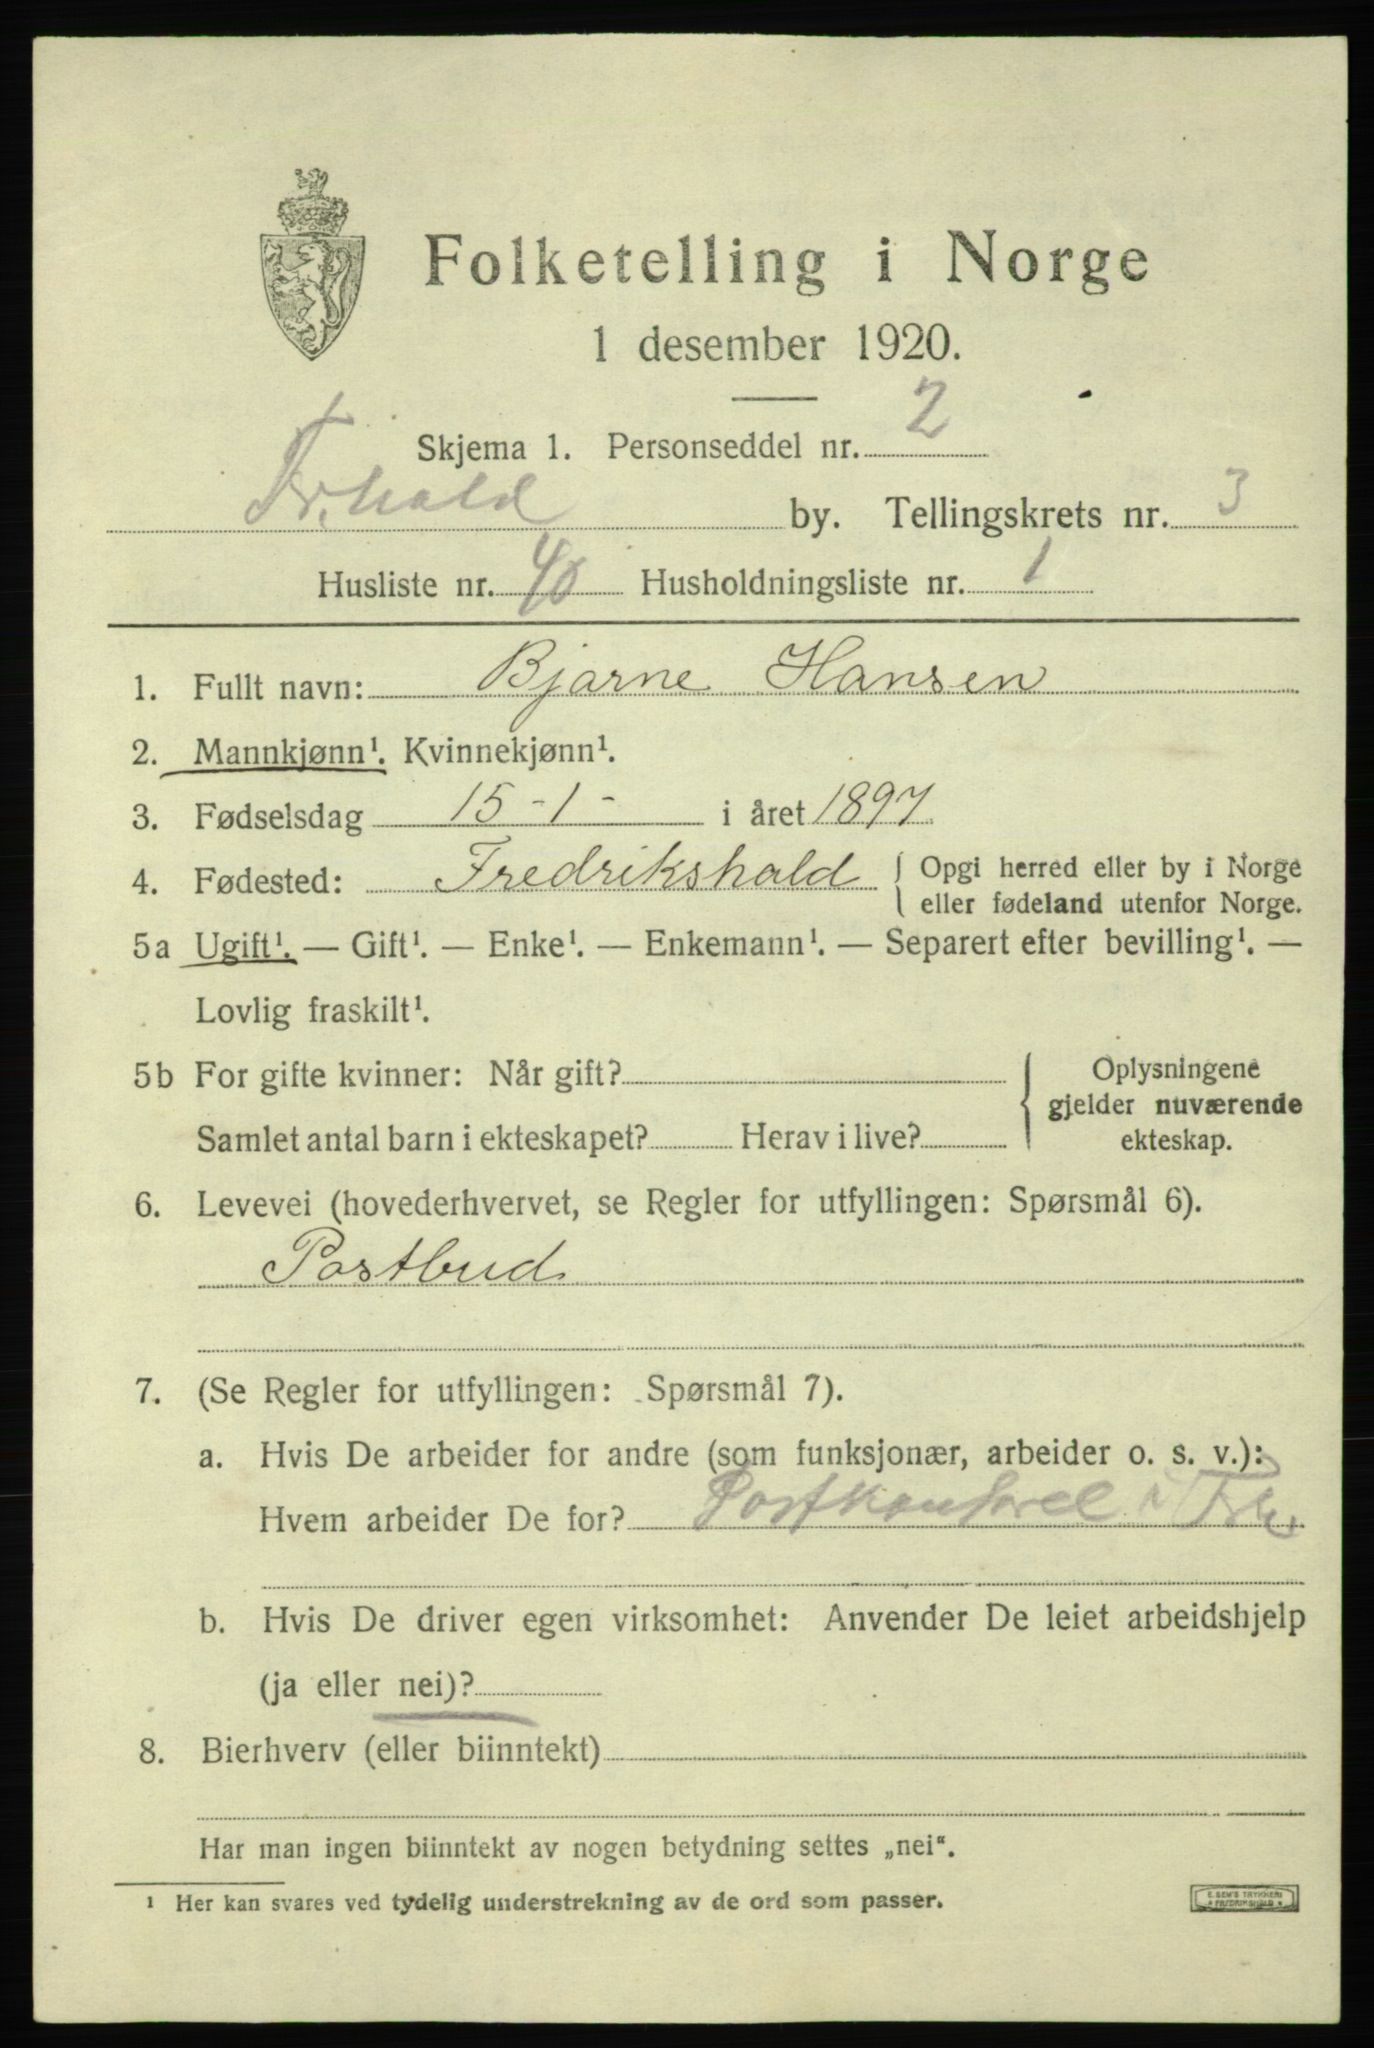 Folketelling i Norge
1 desember 1920.
Skjema 1. Personseddel nr. 2
Fr.hald by. Tellingskrets nr. 3
Husliste nr. 40 Husholdningsliste nr. 1
1. Fullt navn: Bjarne Hansen
2. Mannkjønn¹. Kvinnekjønn¹.
3. Fødselsdag 15 - 1 - i året 1897
4. Fødested: Fredrikshald { Opgi herred eller by i Norge
eller fødeland utenfor Norge.
5a Ugift¹. — Gift¹. — Enke¹. — Enkemann¹. — Separert efter bevilling¹. —
Lovlig fraskilt¹.
5b For gifte kvinner: Når gift?
Samlet antal barn i ekteskapet? Herav i live?
{ Oplysningene
gjelder nuværende
ekteskap.
6. Levevei (hovederhvervet, se Regler for utfyllingen: Spørsmål 6).
Postbud.
7. (Se Regler for utfyllingen: Spørsmål 7).
a. Hvis De arbeider for andre (som funksjonær, arbeider o. s. v.):
Hvem arbeider De for? Postkontoret i
b. Hvis De driver egen virksomhet: Anvender De leiet arbeidshjelp
(ja eller nei)?
8. Bierhverv (eller biinntekt)
Har man ingen biinntekt av nogen betydning settes „nei“.
¹ Her kan svares ved tydelig understrekning av de ord som passer.
E. SEM'S TRYKKERI
FREDRIKSHALD